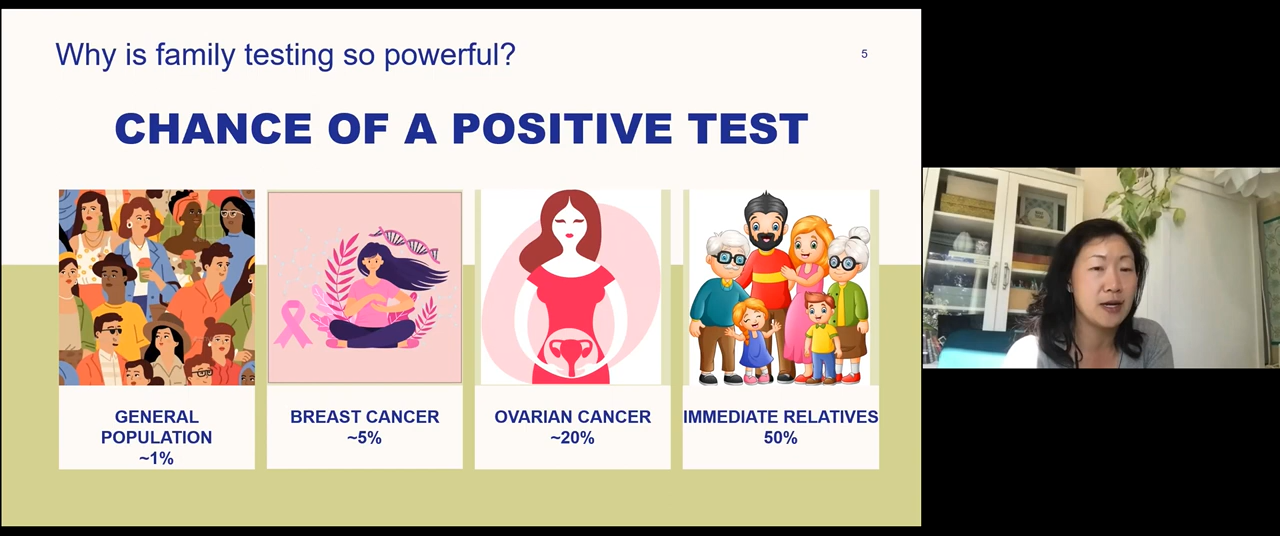 Why is family testing so powerful?
5
CHANCE OF A POSITIVE TEST
GENERAL
POPULATION
~1%
BREAST CANCER
~5%
OVARIAN CANCER
~20%
IMMEDIATE RELATIVES
50%